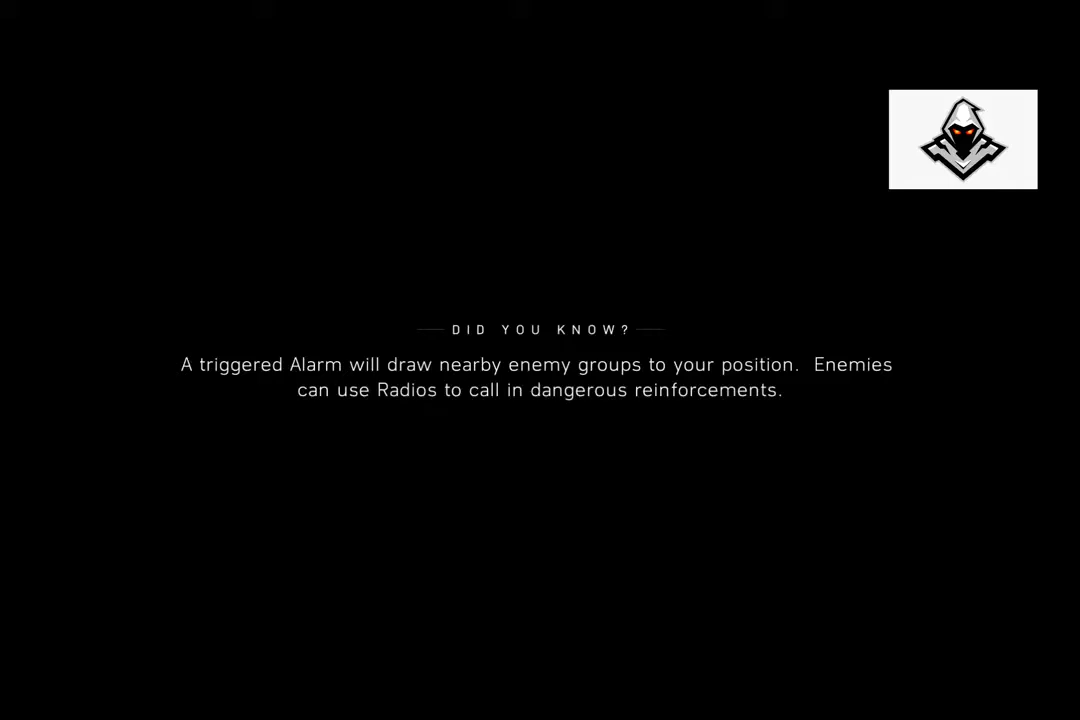 DID YOU KNOW?
A triggered Alarm will draw nearby enemy groups to your position.  Enemies
can use Radios to call in dangerous reinforcements.